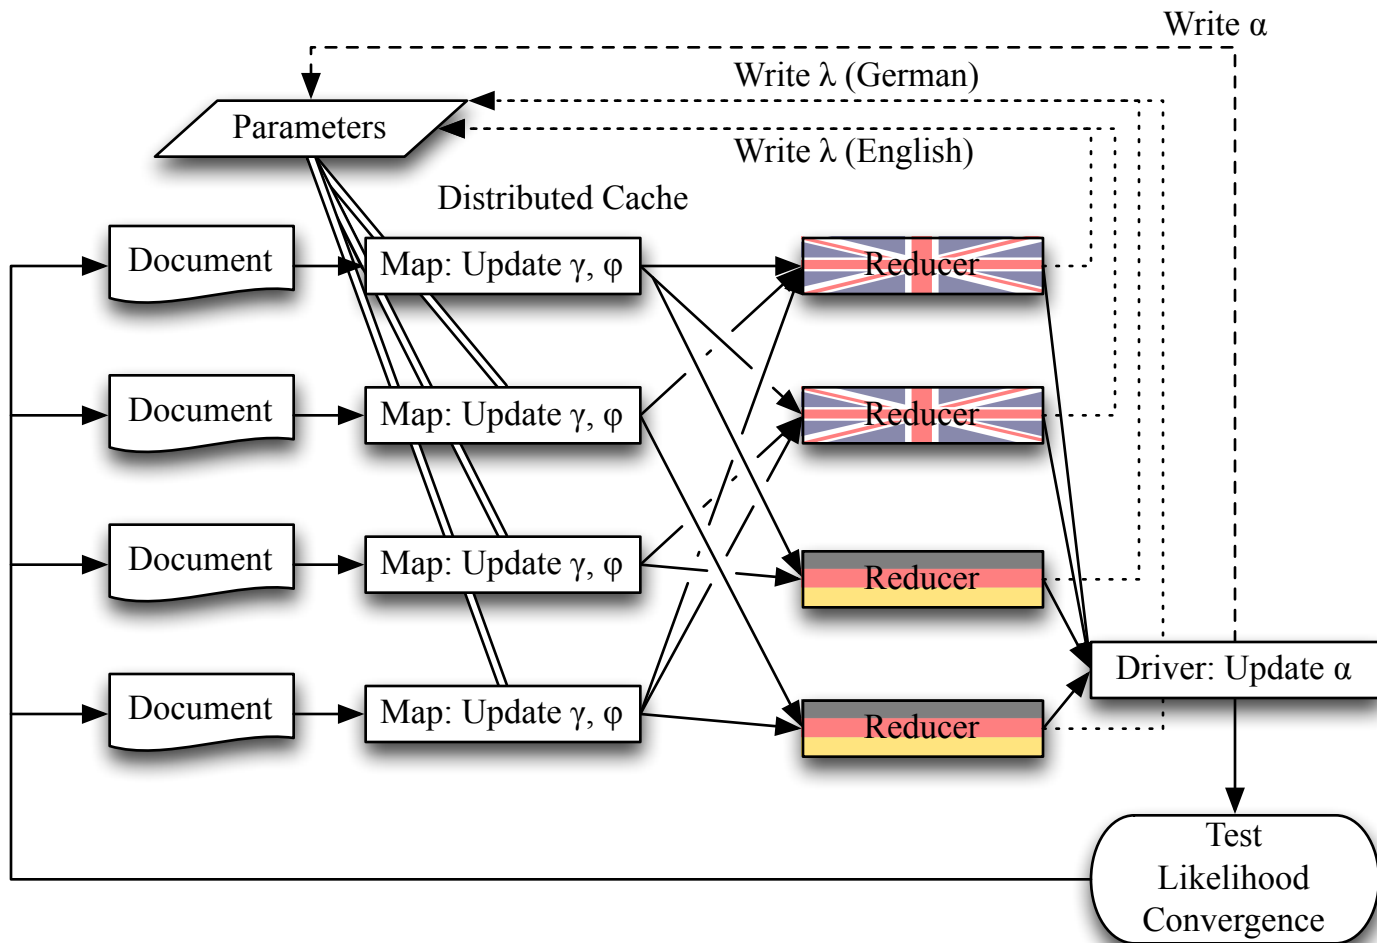 Write α
Write λ (German)
Parameters
Write λ (English)
Distributed Cache
Document
Map: Update γ, φ
Reducer
Document
Map: Update γ, φ
Reducer
Document
Map: Update γ, φ
Reducer
Driver: Update α
Document
Map: Update γ, φ
Reducer
Test
Likelihood
Convergence